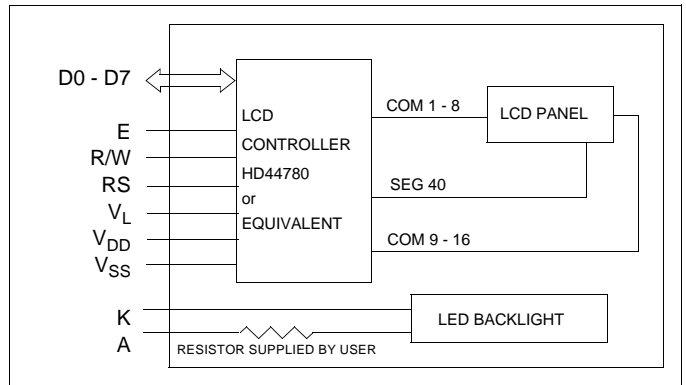 D0 - D7
E
R/W
RS
VL
VDD
VSS
K
A
LCD
CONTROLLER
HD44780
or
EQUIVALENT
COM 1 - 8
SEG 40
COM 9 - 16
LCD PANEL
LED BACKLIGHT
RESISTOR SUPPLIED BY USER